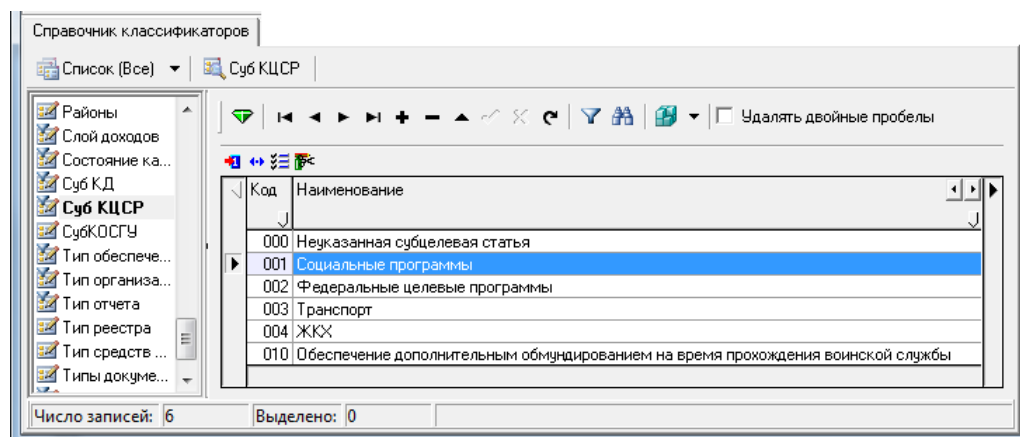 Справочник классификаторов
Список (Все) Суб КЦСР
Удалять двойные пробелы
Районы
Слой доходов
Состояние ка...
Суб КД
Суб КЦСР
СубКОСГУ
Тип обеспече...
Тип организа...
Тип отчета
Тип реестра
Тип средств ...
Типы докуме...
Код Наименование
000 Неуказанная субцелевая статья
001 Социальные программы
002 Федеральные целевые программы
003 Транспорт
004 ЖКХ
010 Обеспечение дополнительным обмундированием на время прохождения воинской службы
Число записей: 6 Выделено: 0